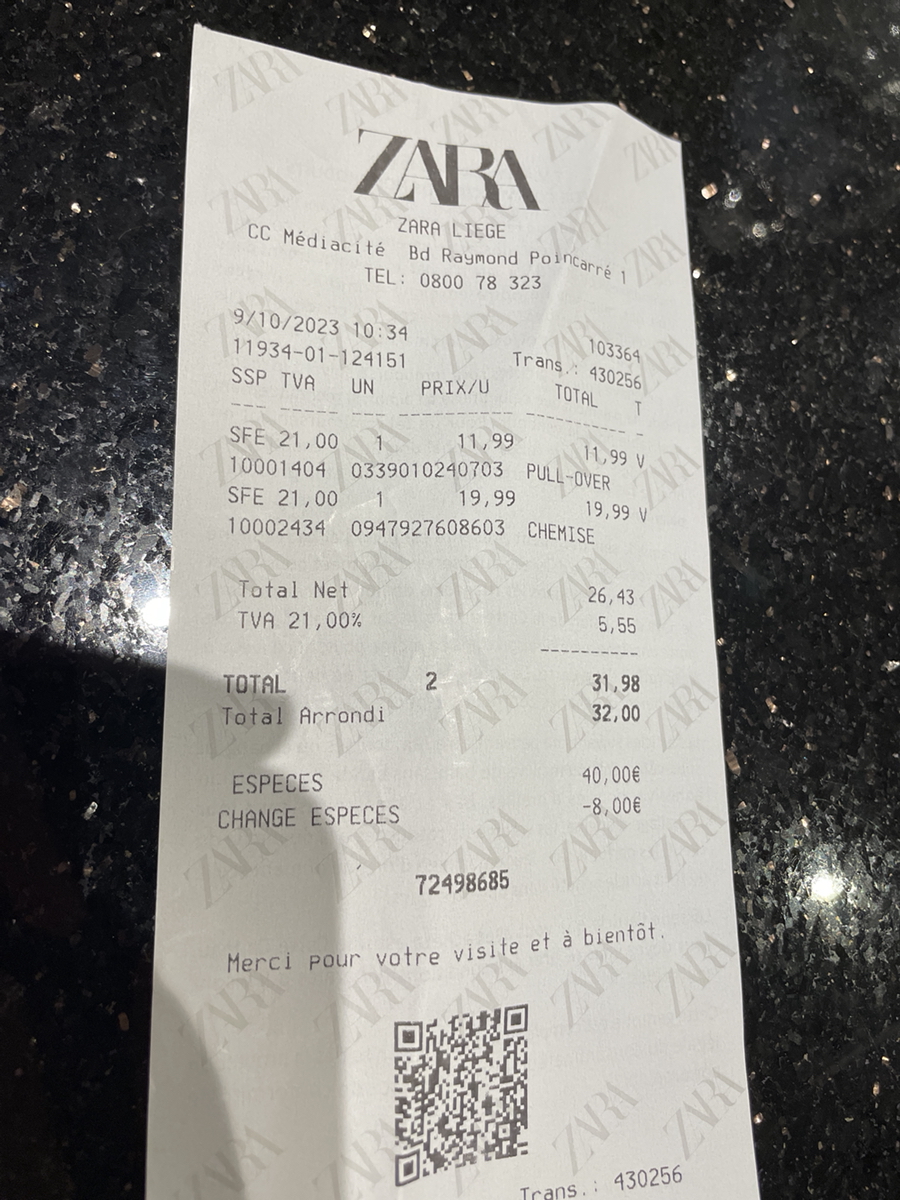 ZARA
ZARA LIEGE
CC Médiacité Bd Raymond Poincarré 1
TEL: 0800 78 323
9/10/2023 10:34 103364
11934-01-124151 Trans.: 430256
SSP TVA UN PRIX/U TOTAL T
--- ----- --- ---------- --------- -
SFE 21,00 1 11,99 11,99 V
10001404 0339010240703 PULL-OVER
SFE 21,00 1 19,99 19,99 V
10002434 0947927608603 CHEMISE
Total Net 26,43
TVA 21,00% 5,55
----------
TOTAL 2 31,98
Total Arrondi 32,00
ESPECES 40,00€
CHANGE ESPECES -8,00€
72498685
Merci pour votre visite et à bientôt.
Trans.: 430256